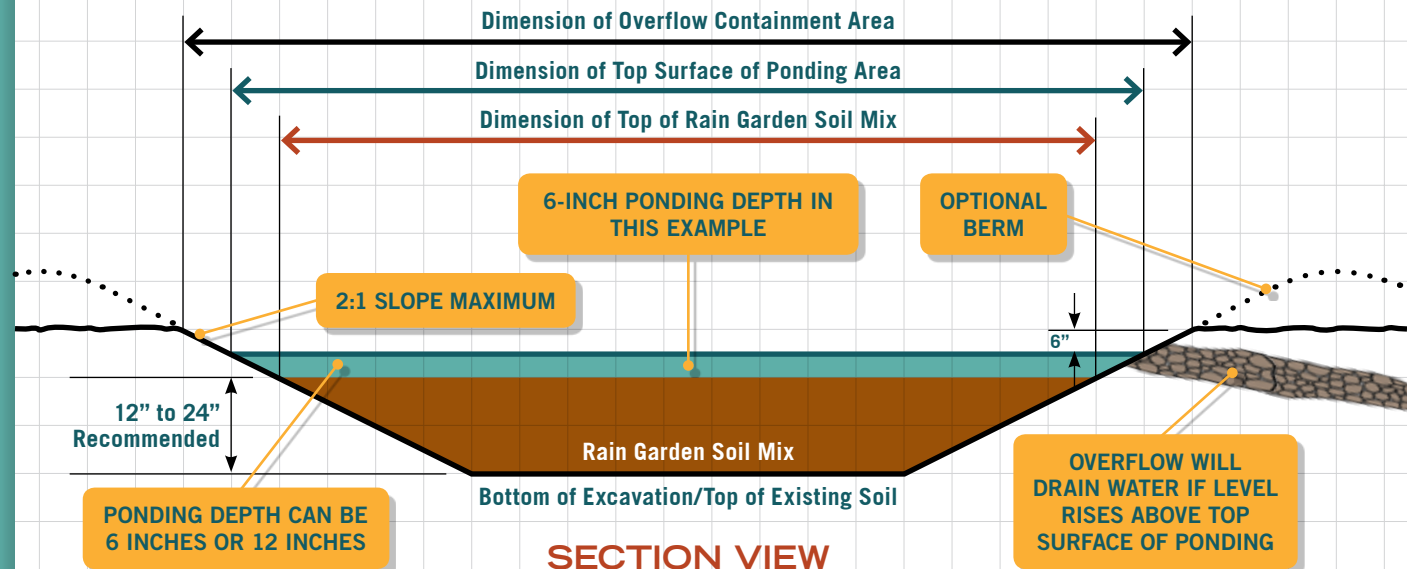 Dimension of Overflow Containment Area
Dimension of Top Surface of Ponding Area
Dimension of Top of Rain Garden Soil Mix
6-INCH PONDING DEPTH IN
THIS EXAMPLE
OPTIONAL
BERM
2:1 SLOPE MAXIMUM
6”
12” to 24”
Recommended
Rain Garden Soil Mix
Bottom of Excavation/Top of Existing Soil
PONDING DEPTH CAN BE
6 INCHES OR 12 INCHES
OVERFLOW WILL
DRAIN WATER IF LEVEL
RISES ABOVE TOP
SURFACE OF PONDING
SECTION VIEW